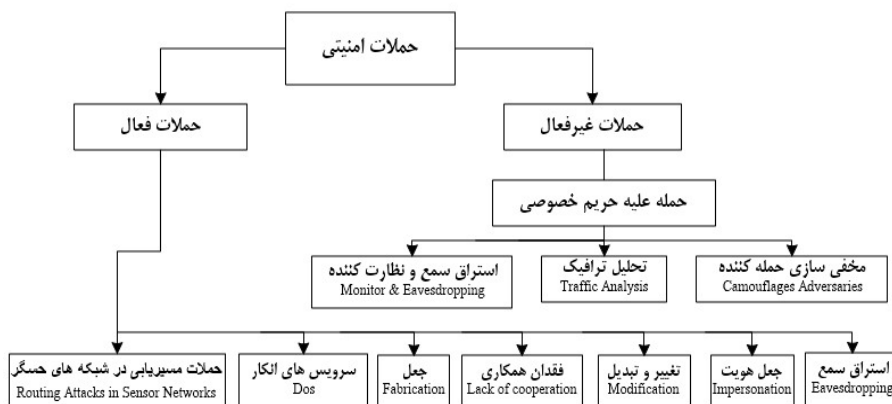 حملات امنیتی
حملات غیرفعال
حملات فعال
حمله علیه حریم خصوصی
مخفی سازی حمله کننده
Camouflages Adversaries
تحلیل ترافیک
Traffic Analysis
استراق سمع و نظارت کننده
Monitor & Eavesdropping
استراق سمع
Eavesdropping
جعل هویت
Impersonation
تغییر و تبدیل
Modification
فقدان همکاری
Lack of cooperation
جعل
Fabrication
سرویس های انکار
Dos
حملات مسیریابی در شبکه های حسگر
Routing Attacks in Sensor Networks